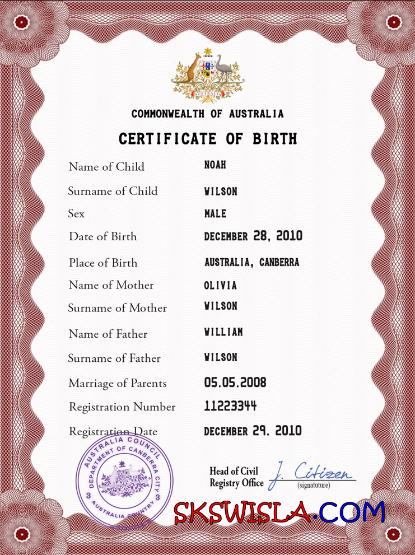 COMMONWEALTH OF AUSTRALIA
CERTIFICATE OF BIRTH
Name of Child NOAH
Surname of Child WILSON
Sex MALE
Date of Birth DECEMBER 28, 2010
Place of Birth AUSTRALIA, CANBERRA
Name of Mother OLIVIA
Surname of Mother WILSON
Name of Father WILLIAM
Surname of Father WILSON
Marriage of Parents 05.05.2008
Registration Number 11223344
Registration Date DECEMBER 29, 2010
AUSTRALIA COUNCIL
DEPARTMENT OF CANBERRA CITY
AUSTRALIA COUNTRY
Head of Civil
Registry Office J. Citizen
SKSWISLA.COM